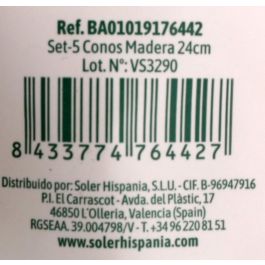 Ref. BA01019176442
Set-5 Conos Madera 24cm
Lot. Nº: VS3290
8 433774 764427
Distribuido por: Soler Hispania, S.L.U. - CIF. B-96947916
P.I. El Carrascot - Avda. del Plàstic, 17
46850 L'Olleria, Valencia (Spain)
RGSEAA. 39.004798/V - T/ +34 96 220 81 51
www.solerhispania.com